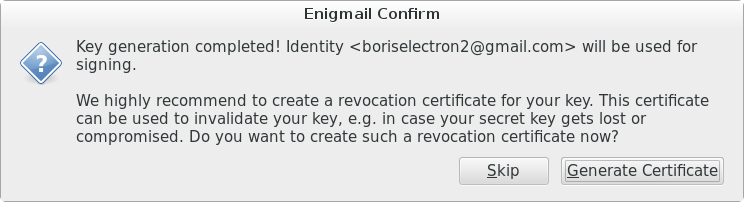 Enigmail Confirm
Key generation completed! Identity <boriselectron2@gmail.com> will be used for
signing.
We highly recommend to create a revocation certificate for your key. This certificate
can be used to invalidate your key, e.g. in case your secret key gets lost or
compromised. Do you want to create such a revocation certificate now?
Skip
Generate Certificate